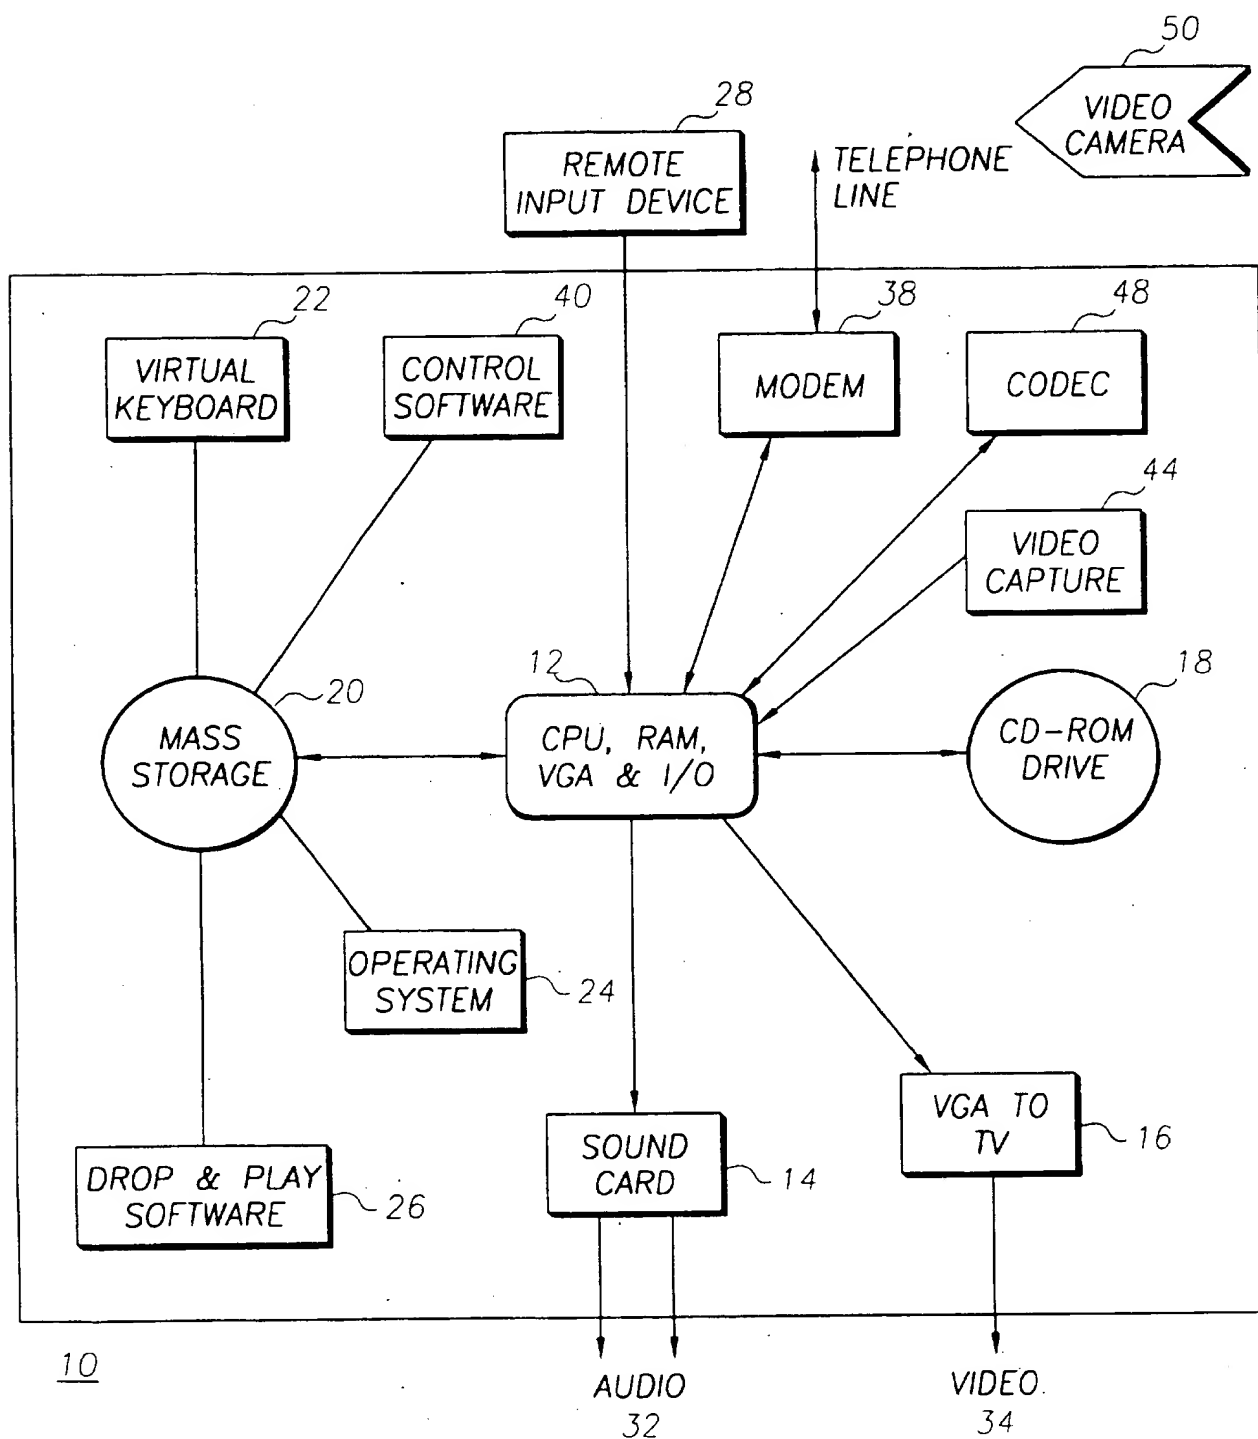 50
VIDEO
CAMERA
28
REMOTE
INPUT DEVICE
TELEPHONE
LINE
22
VIRTUAL
KEYBOARD
40
CONTROL
SOFTWARE
38
MODEM
48
CODEC
44
VIDEO
CAPTURE
20
MASS
STORAGE
12
CPU, RAM,
VGA & I/O
18
CD-ROM
DRIVE
OPERATING
SYSTEM
24
DROP & PLAY
SOFTWARE
26
SOUND
CARD
14
VGA TO
TV
16
10
AUDIO
32
VIDEO.
34